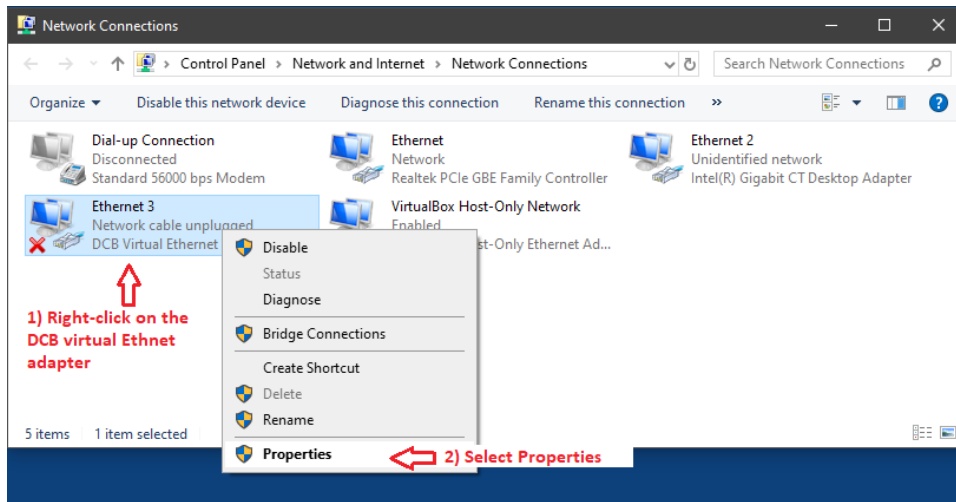 Network Connections
Control Panel > Network and Internet > Network Connections
Search Network Connections
Organize
Disable this network device
Diagnose this connection
Rename this connection
»
?
Dial-up Connection
Disconnected
Standard 56000 bps Modem
Ethernet
Network
Realtek PCIe GBE Family Controller
Ethernet 2
Unidentified network
Intel(R) Gigabit CT Desktop Adapter
Ethernet 3
Network cable unplugged
DCB Virtual Ethernet
VirtualBox Host-Only Network
Enabled
st-Only Ethernet Ad...
Disable
Status
Diagnose
Bridge Connections
Create Shortcut
Delete
Rename
Properties
1) Right-click on the
DCB virtual Ethnet
adapter
2) Select Properties
5 items
1 item selected